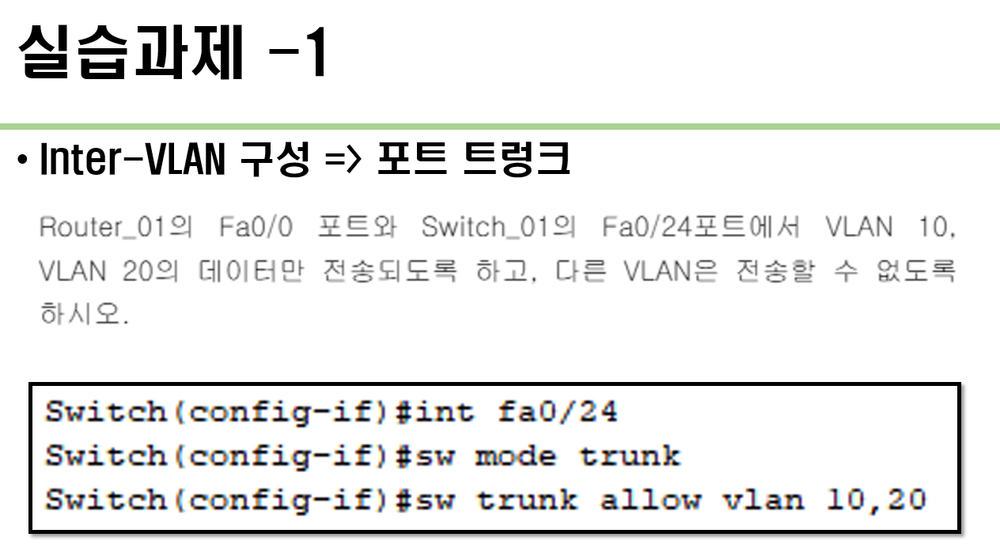 실습과제 -1
• Inter-VLAN 구성 => 포트 트렁크
Router_01의 Fa0/0 포트와 Switch_01의 Fa0/24포트에서 VLAN 10,
VLAN 20의 데이터만 전송되도록 하고, 다른 VLAN은 전송할 수 없도록
하시오.
Switch(config-if)#int fa0/24
Switch(config-if)#sw mode trunk
Switch(config-if)#sw trunk allow vlan 10,20